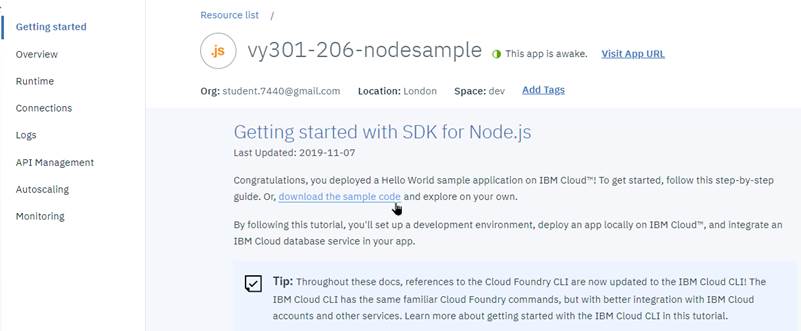 Getting started
Overview
Runtime
Connections
Logs
API Management
Autoscaling
Monitoring
Resource list /
.js vy301-206-nodesample This app is awake. Visit App URL
Org: student.7440@gmail.com Location: London Space: dev Add Tags
Getting started with SDK for Node.js
Last Updated: 2019-11-07
Congratulations, you deployed a Hello World sample application on IBM Cloud™! To get started, follow this step-by-step
guide. Or, download the sample code and explore on your own.
By following this tutorial, you'll set up a development environment, deploy an app locally on IBM Cloud™, and integrate an
IBM Cloud database service in your app.
Tip: Throughout these docs, references to the Cloud Foundry CLI are now updated to the IBM Cloud CLI! The
IBM Cloud CLI has the same familiar Cloud Foundry commands, but with better integration with IBM Cloud
accounts and other services. Learn more about getting started with the IBM Cloud CLI in this tutorial.